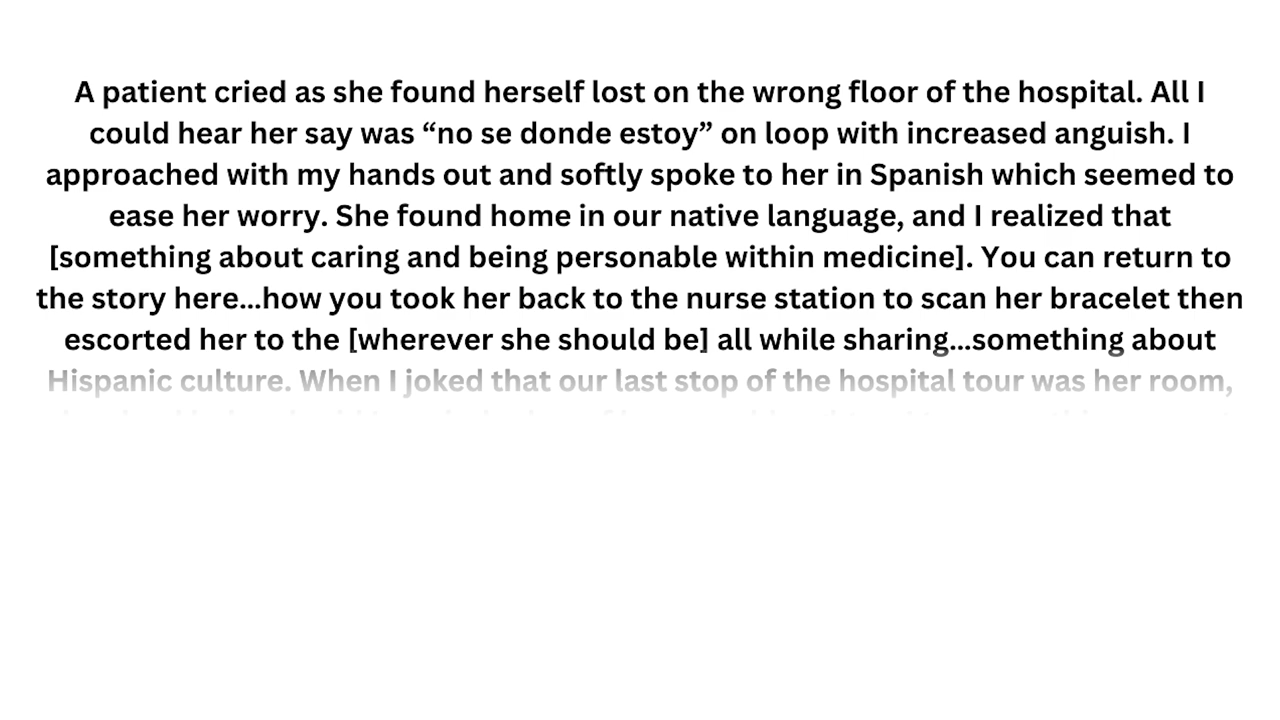 A patient cried as she found herself lost on the wrong floor of the hospital. All I
could hear her say was “no se donde estoy” on loop with increased anguish. I
approached with my hands out and softly spoke to her in Spanish which seemed to
ease her worry. She found home in our native language, and I realized that
[something about caring and being personable within medicine]. You can return to
the story here...how you took her back to the nurse station to scan her bracelet then
escorted her to the [wherever she should be] all while sharing...something about
Hispanic culture. When I joked that our last stop of the hospital tour was her room,